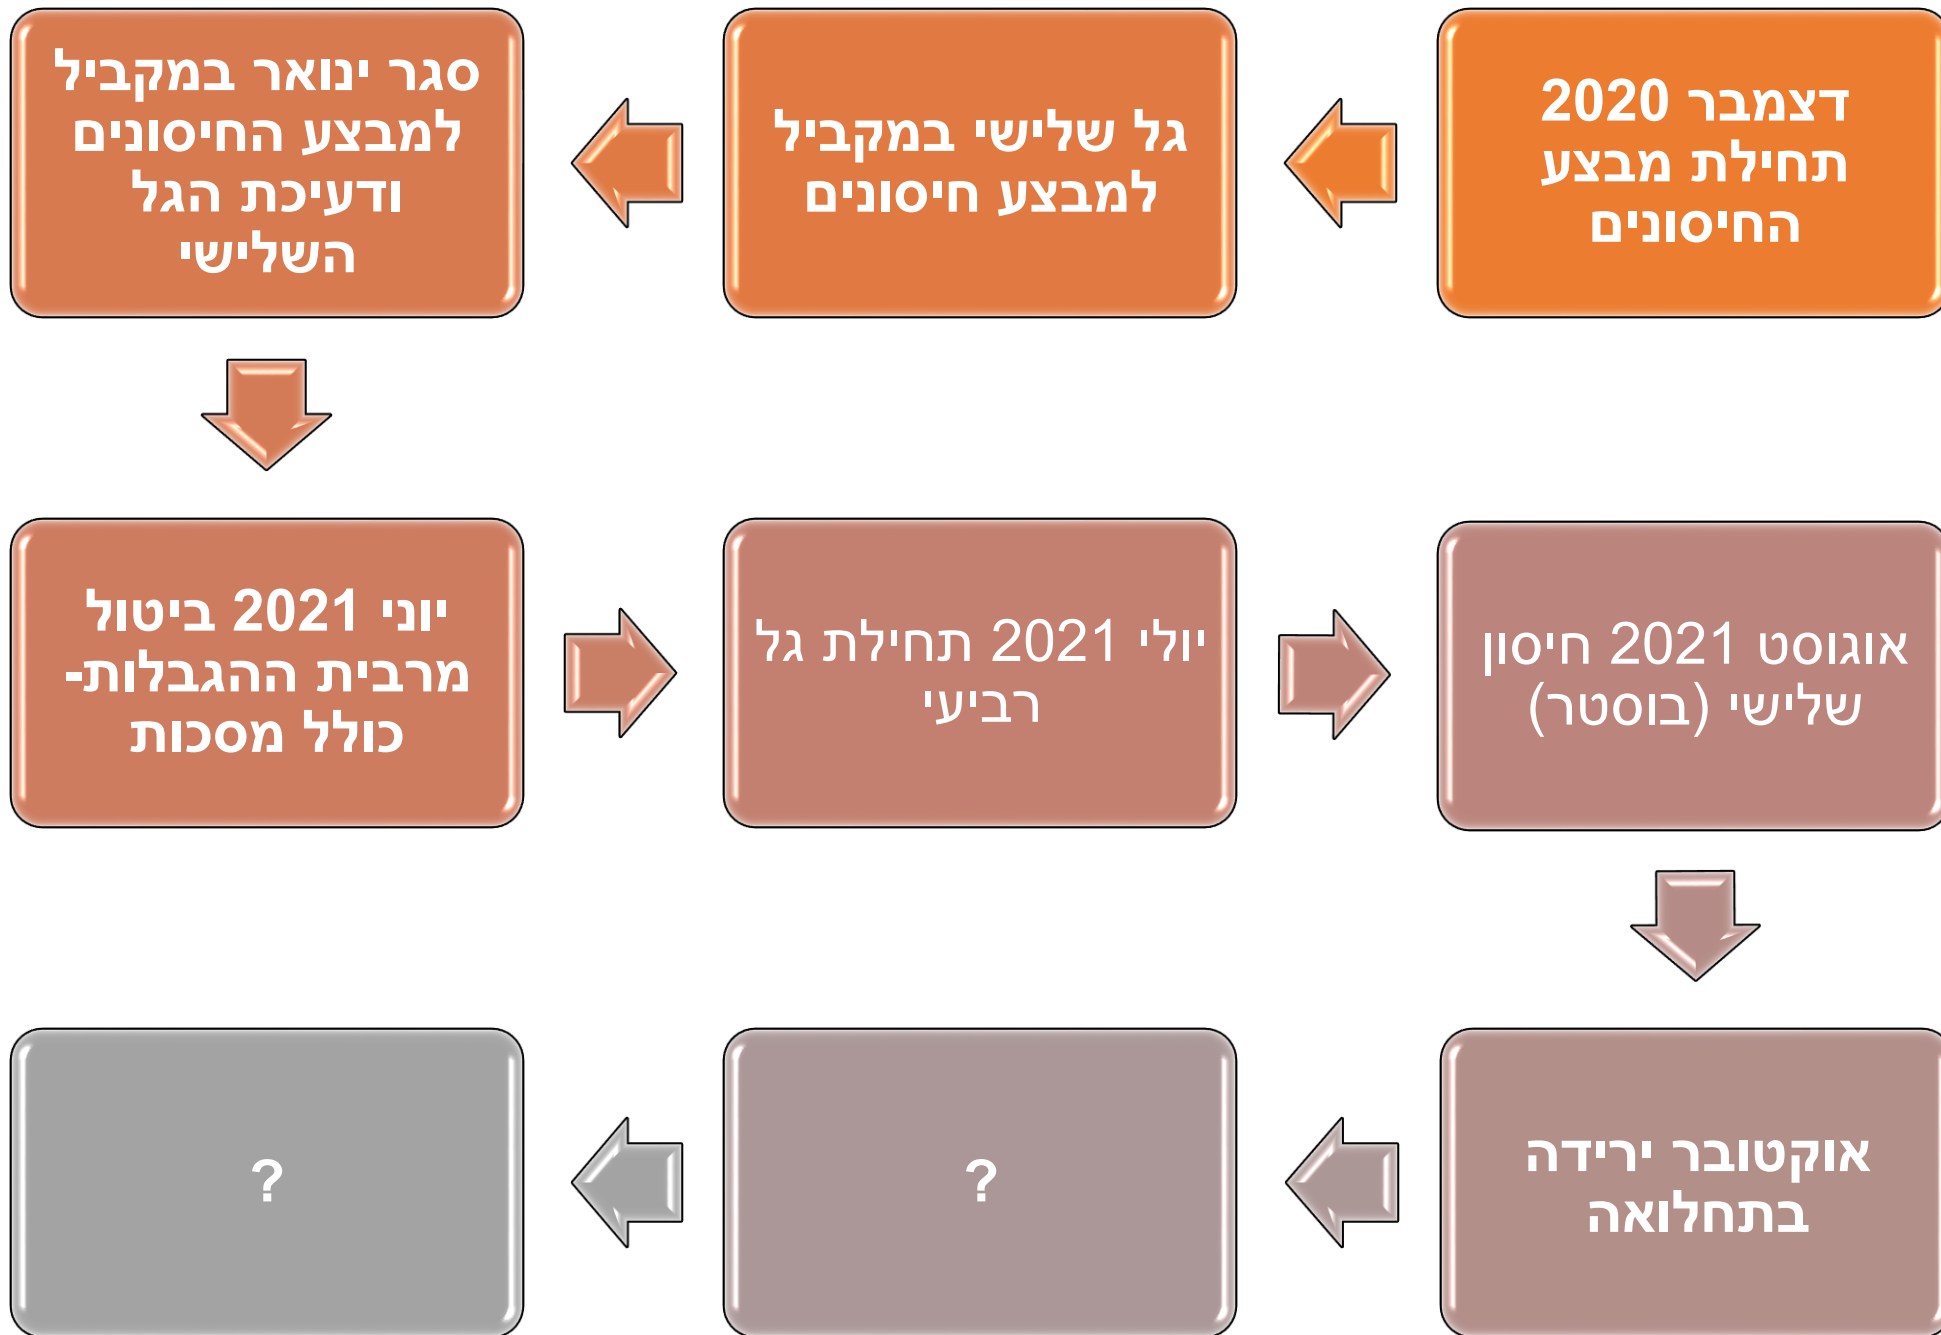 דצמבר 2020
תחילת מבצע
החיסונים
גל שלישי במקביל
למבצע חיסונים
סגר ינואר במקביל
למבצע החיסונים
ודעיכת הגל
השלישי
יוני 2021 ביטול
מרבית ההגבלות-
כולל מסכות
יולי 2021 תחילת גל
רביעי
אוגוסט 2021 חיסון
שלישי (בוסטר)
אוקטובר ירידה
בתחלואה
?
?